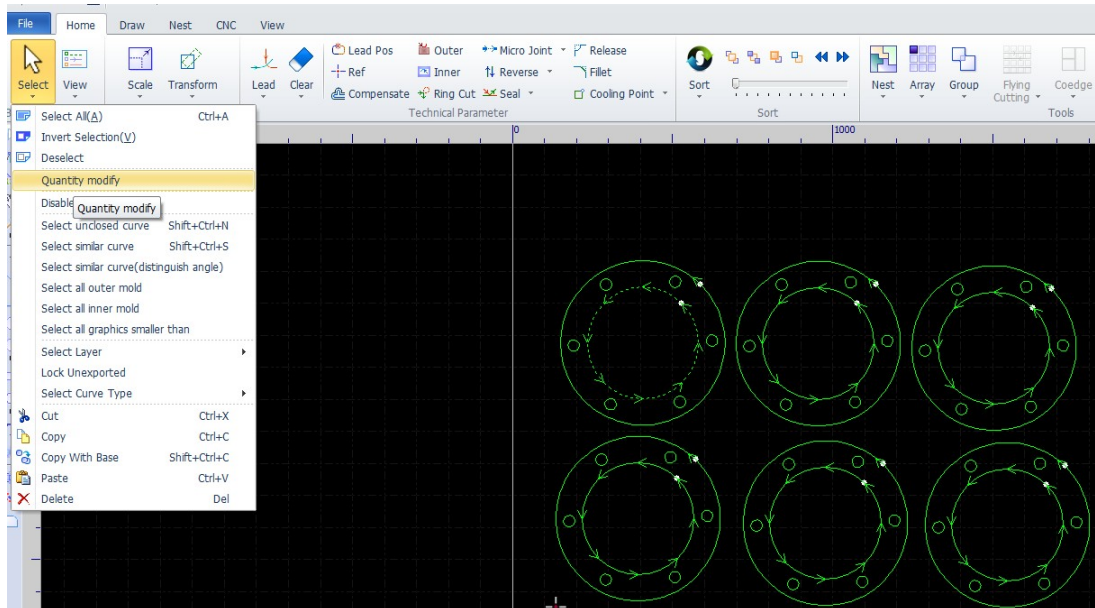 File Home Draw Nest CNC View
Lead Pos Outer Micro Joint Release
Select View Scale Transform Lead Clear Ref Inner Reverse Fillet Sort Nest Array Group Flying Cutting Coedge
Compensate Ring Cut Seal Cooling Point
Technical Parameter Sort Tools
Select All(A) Ctrl+A
Invert Selection(V)
Deselect
Quantity modify
Disable
Quantity modify
Select unclosed curve Shift+Ctrl+N
Select similar curve Shift+Ctrl+S
Select similar curve(distinguish angle)
Select all outer mold
Select all inner mold
Select all graphics smaller than
Select Layer
Lock Unexported
Select Curve Type
Cut Ctrl+X
Copy Ctrl+C
Copy With Base Shift+Ctrl+C
Paste Ctrl+V
Delete Del
0 1000